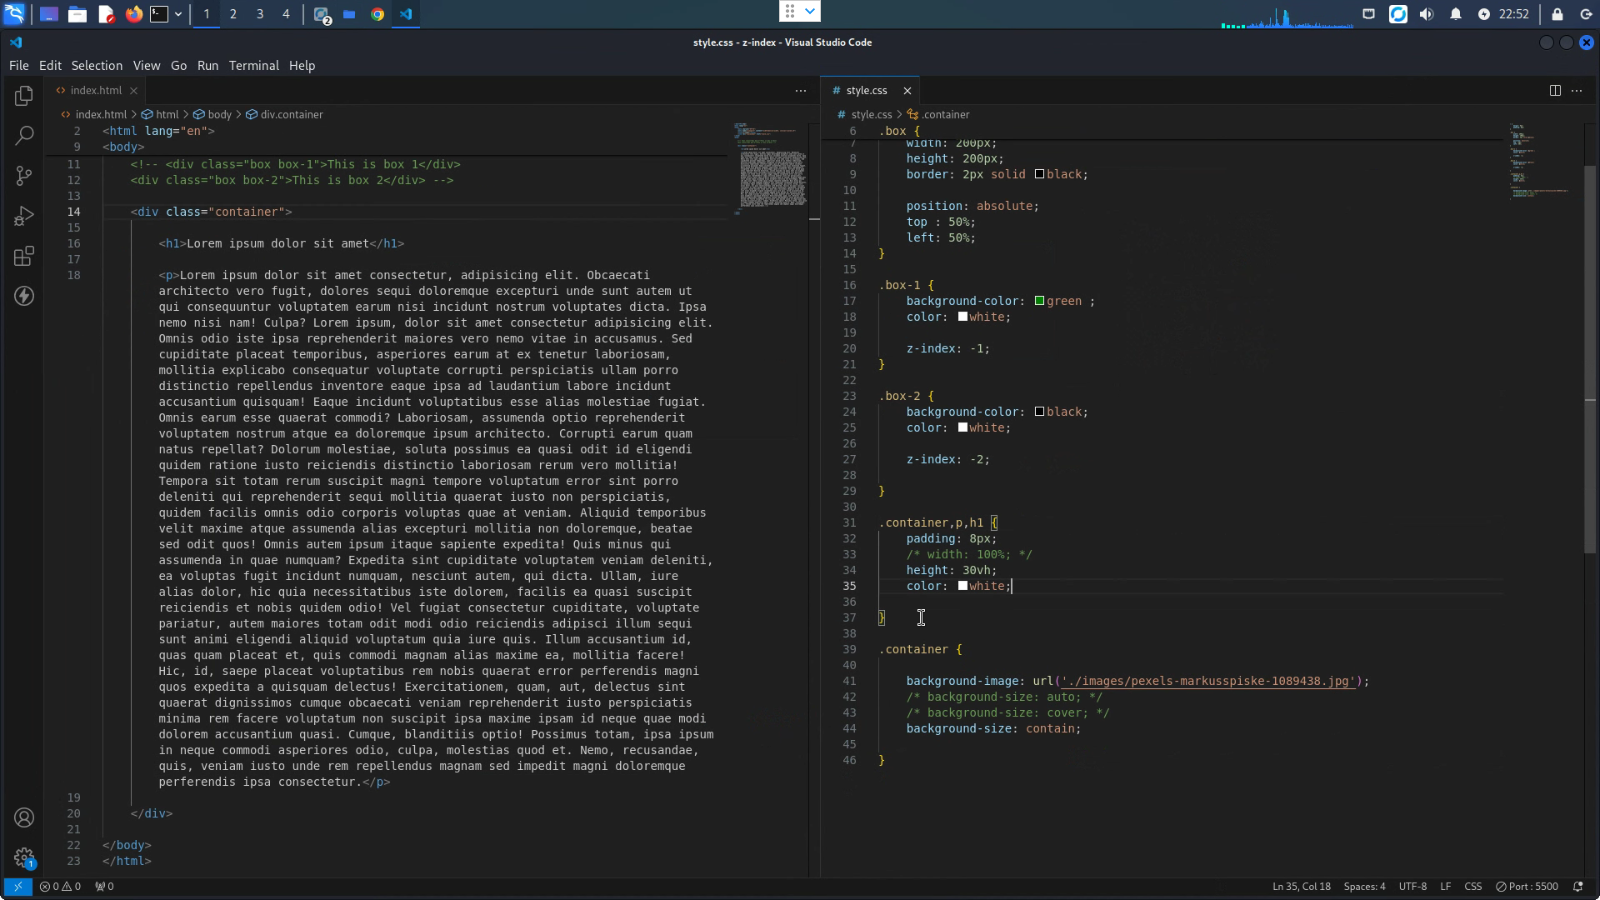 1
2
3
4
2
22:52
style.css - z-index - Visual Studio Code
File Edit Selection View Go Run Terminal Help
index.html
index.html html body div.container
2 <html lang="en">
9 <body>
11 <!-- <div class="box box-1">This is box 1</div>
12 <div class="box box-2">This is box 2</div> -->
13
14 <div class="container">
15
16 <h1>Lorem ipsum dolor sit amet</h1>
17
18 <p>Lorem ipsum dolor sit amet consectetur, adipisicing elit. Obcaecati
architecto vero fugit, dolores sequi doloremque excepturi unde sunt autem ut
qui consequuntur voluptatem earum nisi incidunt nostrum voluptates dicta. Ipsa
nemo nisi nam! Culpa? Lorem ipsum, dolor sit amet consectetur adipisicing elit.
Omnis odio iste ipsa reprehenderit maiores vero nemo vitae in accusamus. Sed
cupiditate placeat temporibus, asperiores earum at ex tenetur laboriosam,
mollitia explicabo consequatur voluptate corrupti perspiciatis ullam porro
distinctio repellendus inventore eaque ipsa ad laudantium labore incidunt
accusantium quisquam! Eaque incidunt voluptatibus esse alias molestiae fugiat.
Omnis earum esse quaerat commodi? Laboriosam, assumenda optio reprehenderit
voluptatem nostrum atque ea doloremque ipsum architecto. Corrupti earum quam
natus repellat? Dolorum molestiae, soluta possimus ea quasi odit id eligendi
quidem ratione iusto reiciendis distinctio laboriosam rerum vero mollitia!
Tempora sit totam rerum suscipit magni tempore voluptatum error sint porro
deleniti qui reprehenderit sequi mollitia quaerat iusto non perspiciatis,
quidem facilis omnis odio corporis voluptas quae at veniam. Aliquid temporibus
velit maxime atque assumenda alias excepturi mollitia non doloremque, beatae
sed odit quos! Omnis autem ipsum itaque sapiente expedita! Quis minus qui
assumenda in quae numquam? Expedita sint cupiditate voluptatem veniam deleniti,
ea voluptas fugit incidunt numquam, nesciunt autem, qui dicta. Ullam, iure
alias dolor, hic quia necessitatibus iste dolorem, in facilis ea quasi suscipit
reiciendis et nobis quidem odio! Vel fugiat consectetur cupiditate, voluptate
pariatur, autem maiores totam odit modi odio reiciendis adipisci illum sequi
sunt animi eligendi aliquid voluptatum quia iure quis. Illum accusantium id,
quas quam placeat et, quis commodi magnam alias maxime ea, mollitia facere!
Hic, id, saepe placeat voluptatibus rem nobis quaerat error perferendis magni
quos expedita a quisquam delectus! Exercitationem, quam, aut, delectus sint
quaerat dignissimos cumque obcaecati veniam reprehenderit iusto perspiciatis
minima rem facere voluptatum non suscipit ipsa maxime ipsam id neque quae modi
dolorem accusantium quasi. Cumque, blanditiis optio! Possimus totam, ipsa ipsum
in neque commodi asperiores odio, culpa, molestias quod et. Nemo, recusandae,
quis, veniam iusto unde rem repellendus magnam sed impedit magni doloremque
perferendis ipsa consectetur.</p>
19
20 </div>
21
22 </body>
23 </html>
# style.css
# style.css .container
6 .box {
7 width: 200px;
8 height: 200px;
9 border: 2px solid black;
10
11 position: absolute;
12 top : 50%;
13 left: 50%;
14 }
15
16 .box-1 {
17 background-color: green ;
18 color: white;
19
20 z-index: -1;
21 }
22
23 .box-2 {
24 background-color: black;
25 color: white;
26
27 z-index: -2;
28
29 }
30
31 .container,p,h1 {
32 padding: 8px;
33 /* width: 100%; */
34 height: 30vh;
35 color: white;
36
37 }
38
39 .container {
40
41 background-image: url('./images/pexels-markusspiske-1089438.jpg');
42 /* background-size: auto; */
43 /* background-size: cover; */
44 background-size: contain;
45
46 }
1
0 0 0
Ln 35, Col 18 Spaces: 4 UTF-8 LF CSS Port : 5500